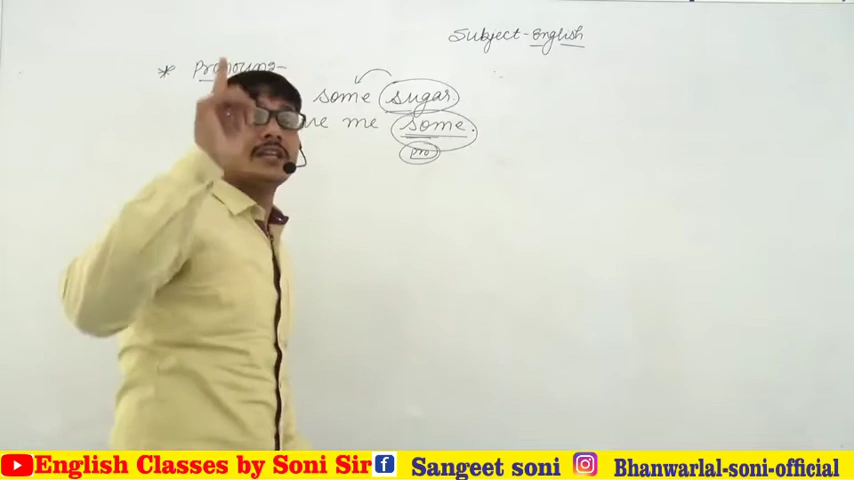 Subject - English
* Pronouns -
some sugar.
me some.
pro
English Classes by Soni Sir Sangeet soni Bhanwarlal-soni-official